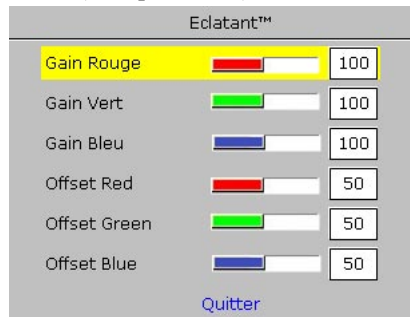 Eclatant™
Gain Rouge 100
Gain Vert 100
Gain Bleu 100
Offset Red 50
Offset Green 50
Offset Blue 50
Quitter